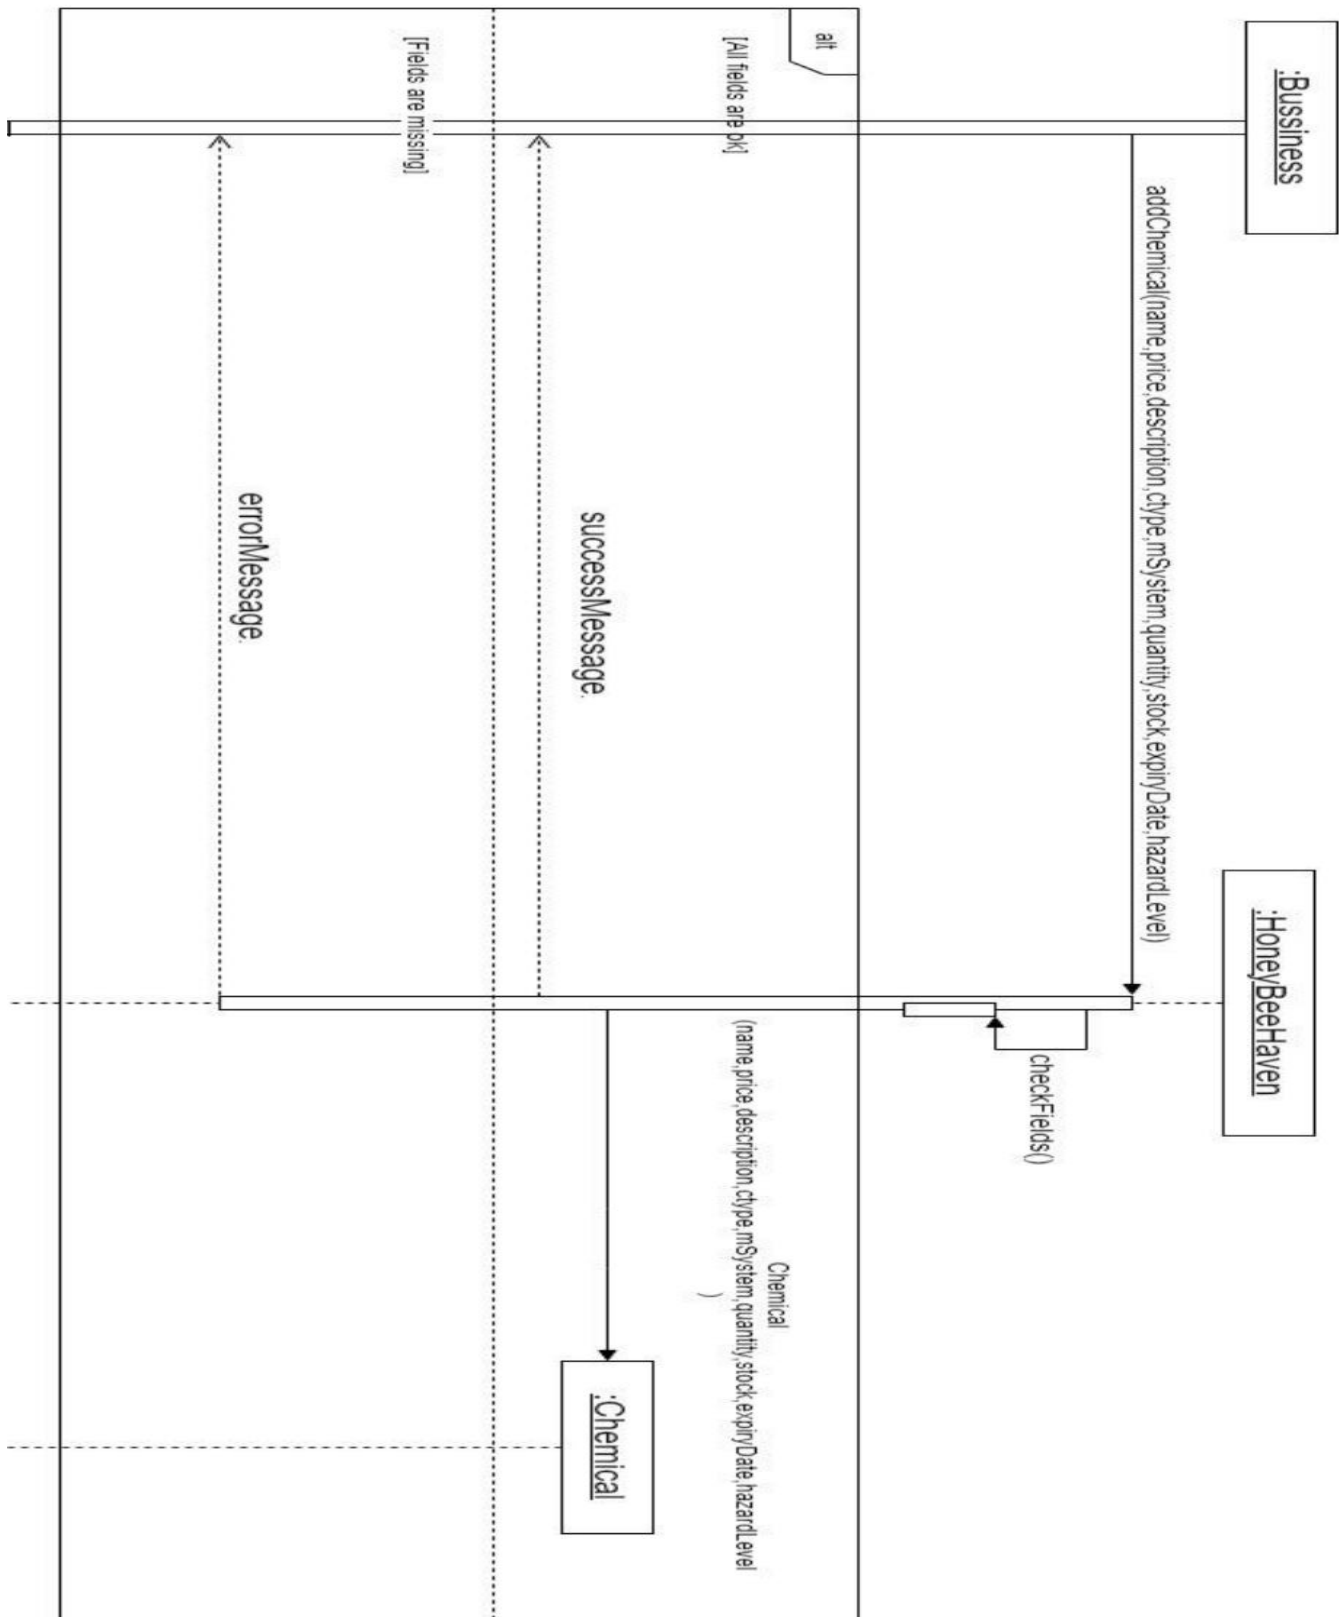 :Bussiness
:HoneyBeeHaven
addChemical(name,price,description,ctype,mSystem,quantity,stock,expiryDate,hazardLevel)
checkFields()
alt
[All fields are ok]
Chemical
(name,price,description,ctype,mSystem,quantity,stock,expiryDate,hazardLevel
)
:Chemical
successMessage.
[Fields are missing]
errorMessage.